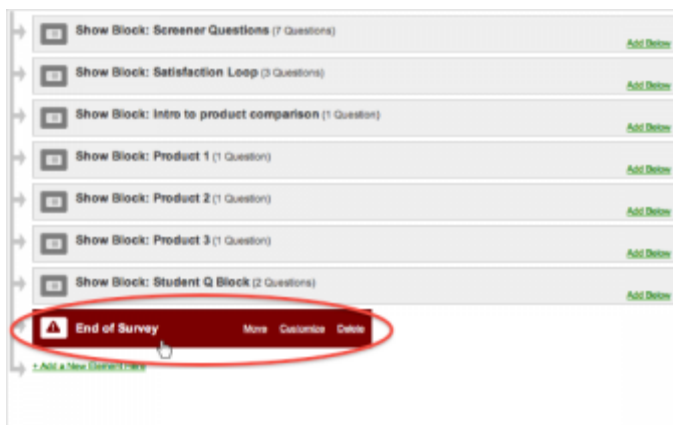 Show Block: Screener Questions (7 Questions)
Add Below
Show Block: Satisfaction Loop (3 Questions)
Add Below
Show Block: Intro to product comparison (1 Question)
Add Below
Show Block: Product 1 (1 Question)
Add Below
Show Block: Product 2 (1 Question)
Add Below
Show Block: Product 3 (1 Question)
Add Below
Show Block: Student Q Block (2 Questions)
Add Below
End of Survey Move Customize Delete
+ Add a New Element Here